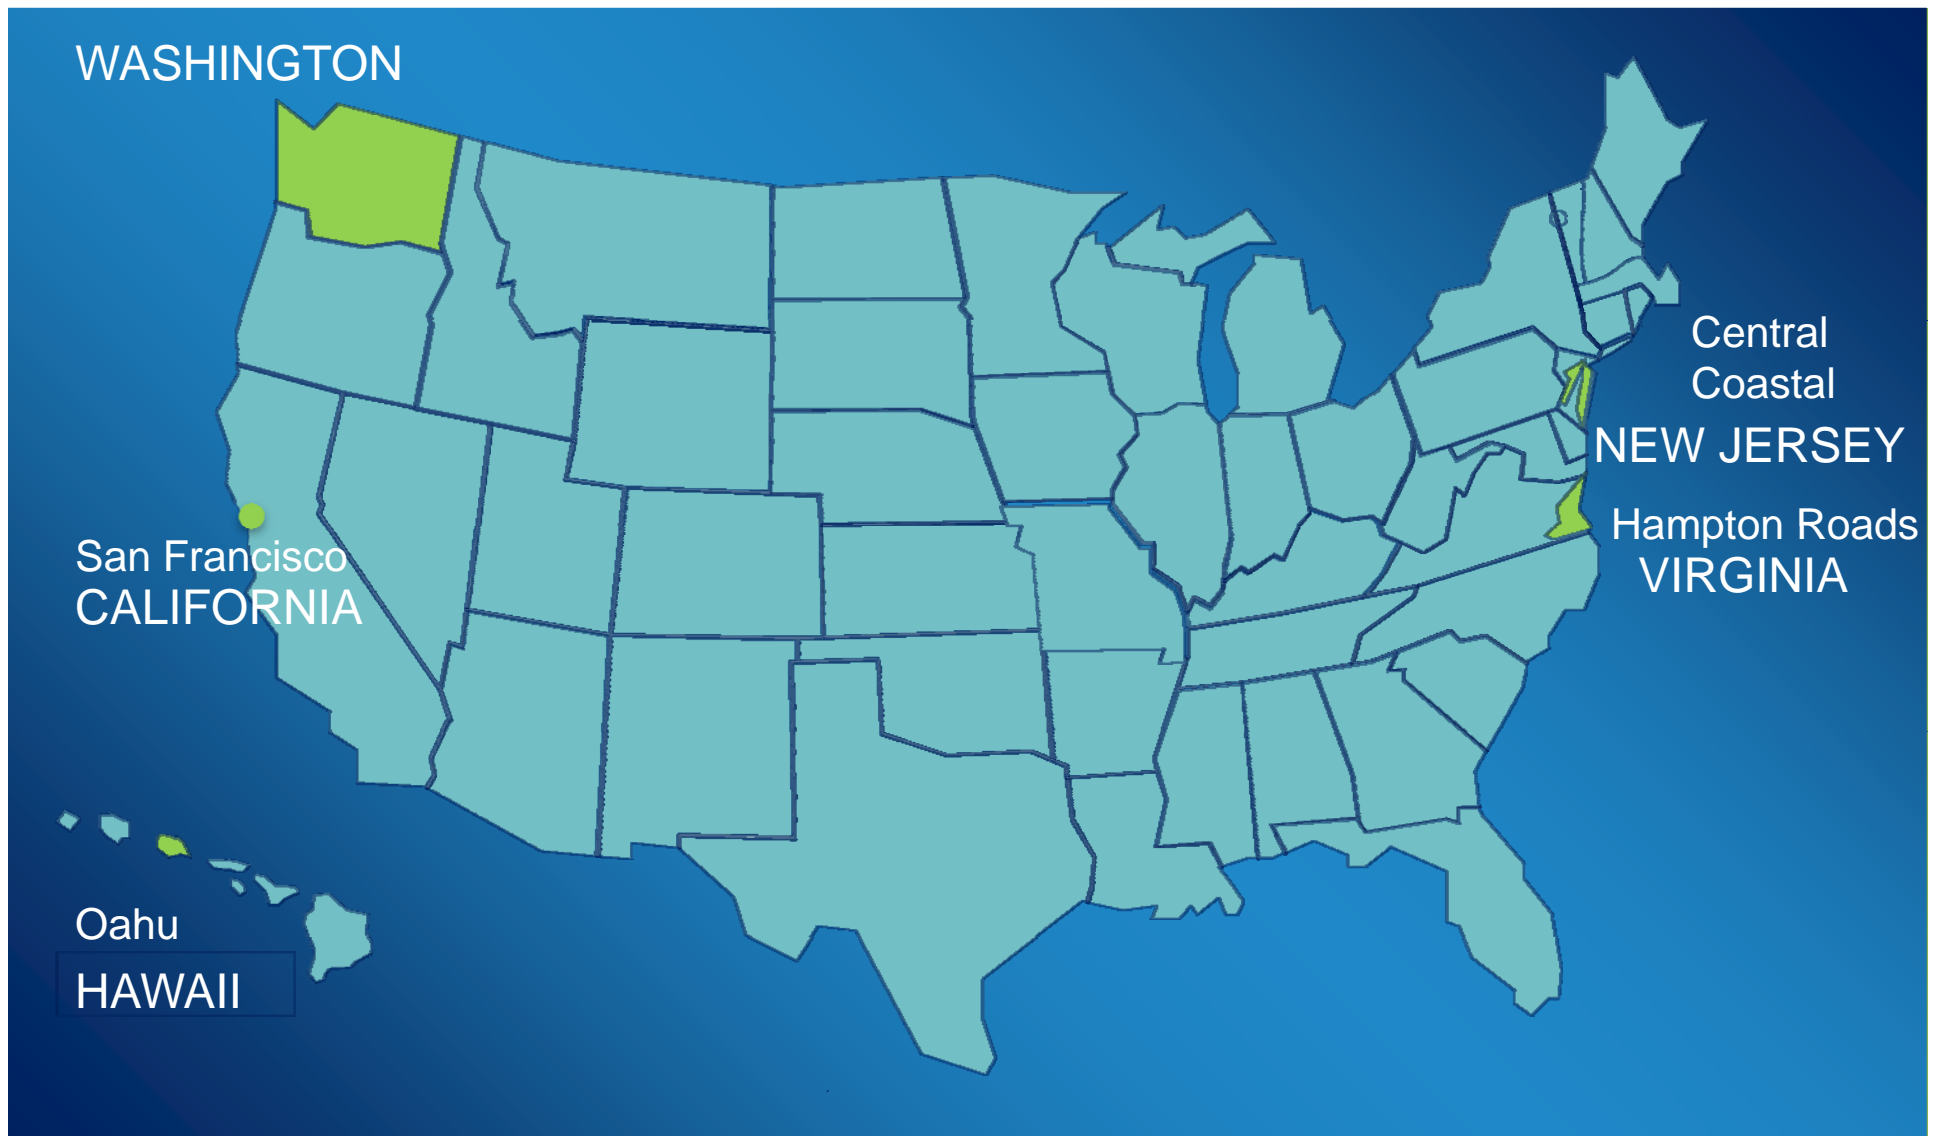 WASHINGTON
San Francisco
CALIFORNIA
Oahu
HAWAII
Central
Coastal
NEW JERSEY
Hampton Roads
VIRGINIA